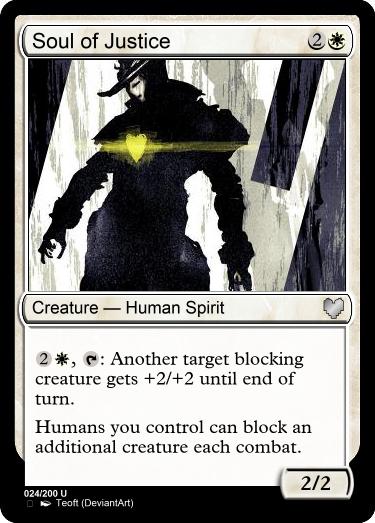 Soul of Justice 2
Creature — Human Spirit
2, : Another target blocking
creature gets +2/+2 until end of
turn.
Humans you control can block an
additional creature each combat.
2/2
024/200 U
Teoft (DeviantArt)